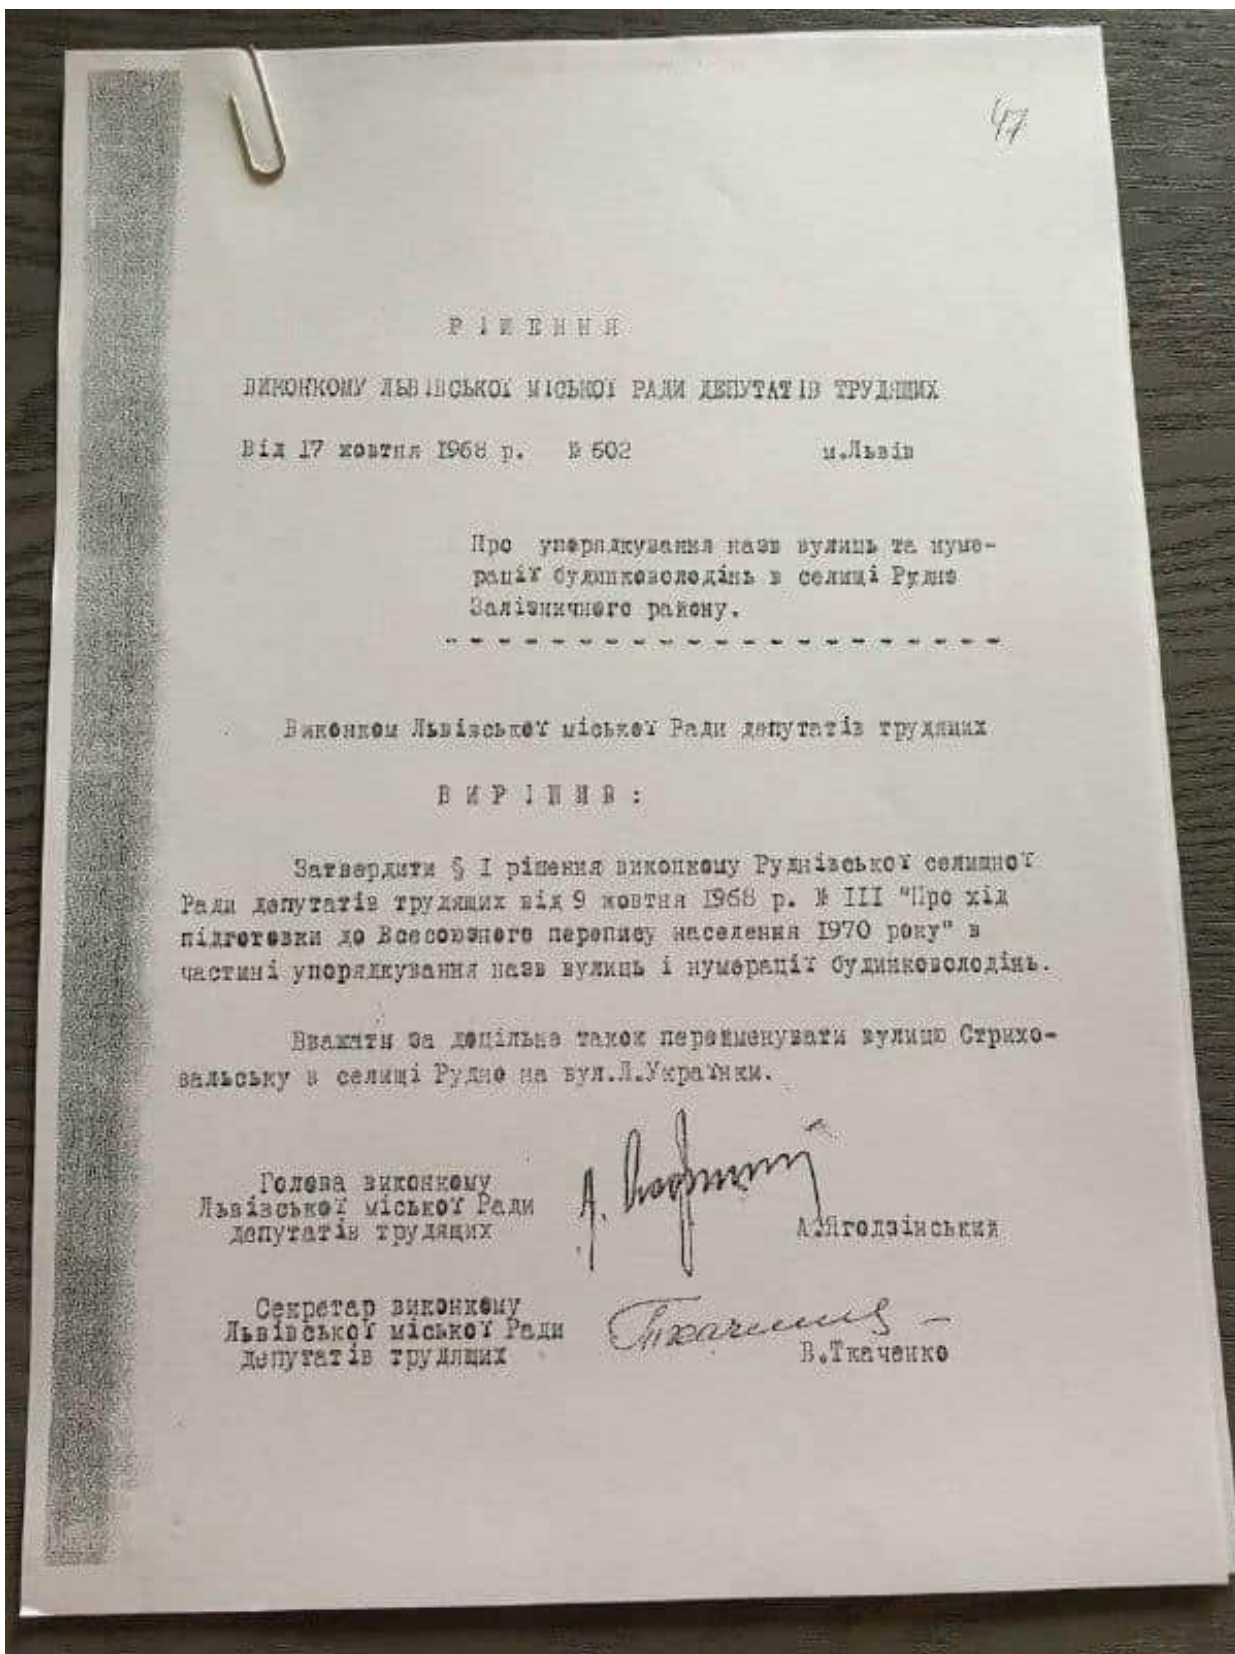 47
РІШЕННЯ
ВИКОНКОМУ ЛЬВІВСЬКОЇ МІСЬКОЇ РАДИ ДЕПУТАТІВ ТРУДЯЩИХ
Від 17 жовтня 1968 р. № 602 м.Львів
Про упорядкування назв вулиць та нуме-
рації будинковолодінь в селищі Рудно
Залізничного району.
Виконком Львівської міської Ради депутатів трудящих
ВИРІШИВ:
Затвердити § I рішення виконкому Руднівської селищної
Ради депутатів трудящих від 9 жовтня 1968 р. № III "Про хід
підготовки до Всесоюзного перепису населення 1970 року" в
частині упорядкування назв вулиць і нумерації будинковолодінь.
Вважати за доцільне також перейменувати вулицю Стрихо-
вальську в селищі Рудно на вул.Л.Українки.
Голова виконкому
Львівської міської Ради
депутатів трудящих
А.Ягодзінський
Секретар виконкому
Львівської міської Ради
депутатів трудящих
Ткаченко
В.Ткаченко